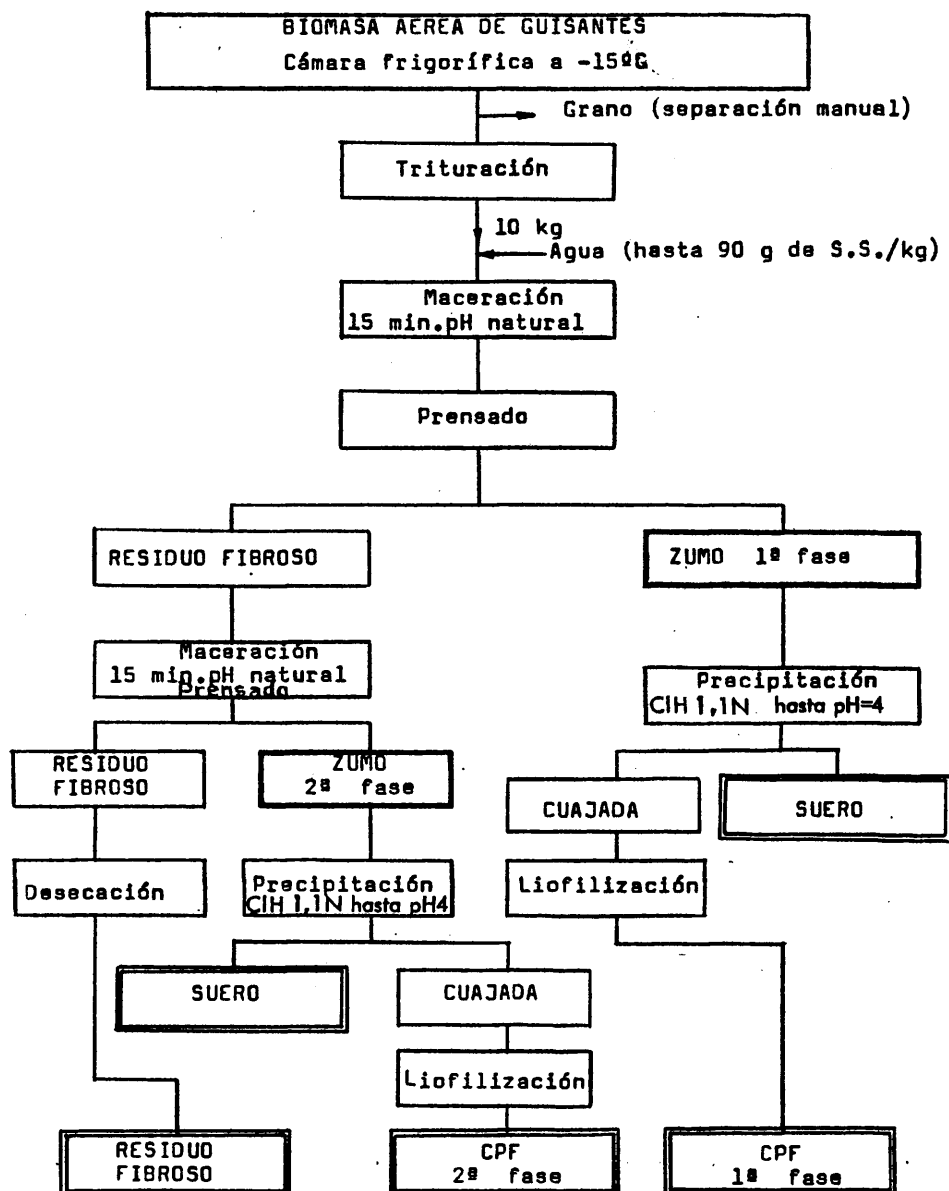 BIOMASA AEREA DE GUISANTES
Cámara frigorífica a -15ºG
Grano (separación manual)
Trituración
10 kg
Agua (hasta 90 g de S.S./kg)
Maceración
15 min.pH natural
Prensado
RESIDUO FIBROSO
ZUMO 1ª fase
Maceración
15 min.pH natural
Prensado
Precipitación
ClH 1,1N hasta pH=4
RESIDUO
FIBROSO
ZUMO
2ª fase
CUAJADA
SUERO
Desecación
Precipitación
ClH 1,1N hasta pH4
Liofilización
SUERO
CUAJADA
Liofilización
RESIDUO
FIBROSO
CPF
2ª fase
CPF
1ª fase